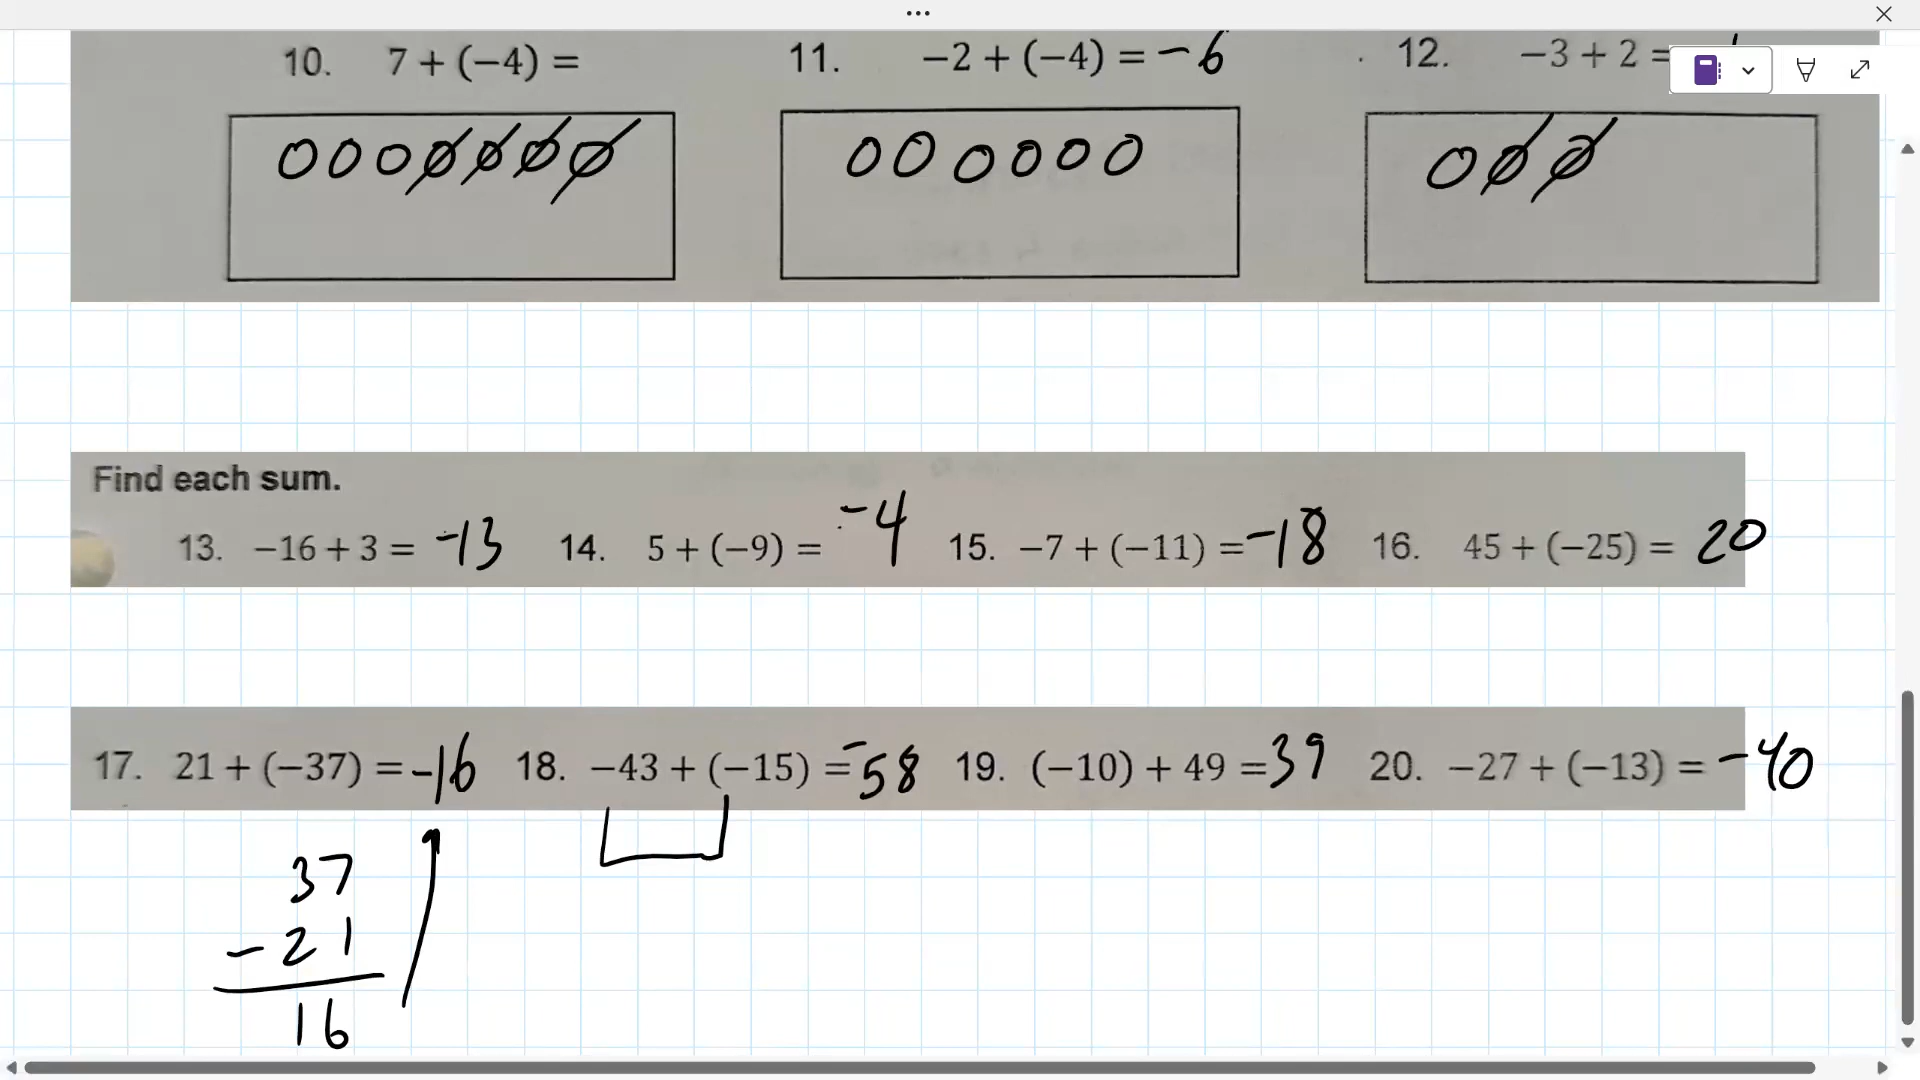 10. 7 + (−4) =
11. −2 + (−4) = −6
12. −3 + 2 =
000000
Find each sum.
13. −16 + 3 = −13 14. 5 + (−9) = −4 15. −7 + (−11) = −18 16. 45 + (−25) = 20
17. 21 + (−37) = −16 18. −43 + (−15) = −58 19. (−10) + 49 = 39 20. −27 + (−13) = −40
37
− 21
16